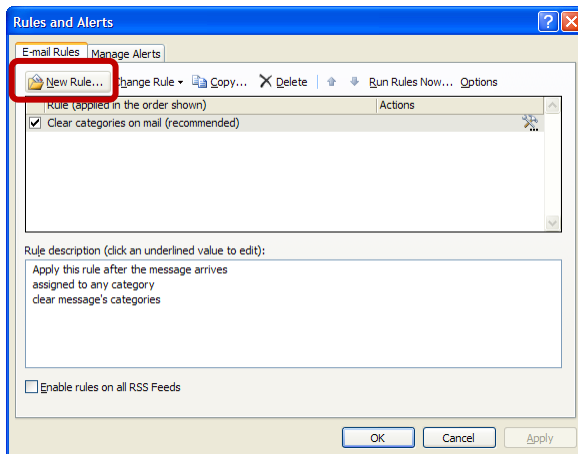 Rules and Alerts
E-mail Rules Manage Alerts
New Rule... Change Rule Copy... Delete Run Rules Now... Options
Rule (applied in the order shown) Actions
Clear categories on mail (recommended)
Rule description (click an underlined value to edit):
Apply this rule after the message arrives
assigned to any category
clear message's categories
Enable rules on all RSS Feeds
OK Cancel Apply